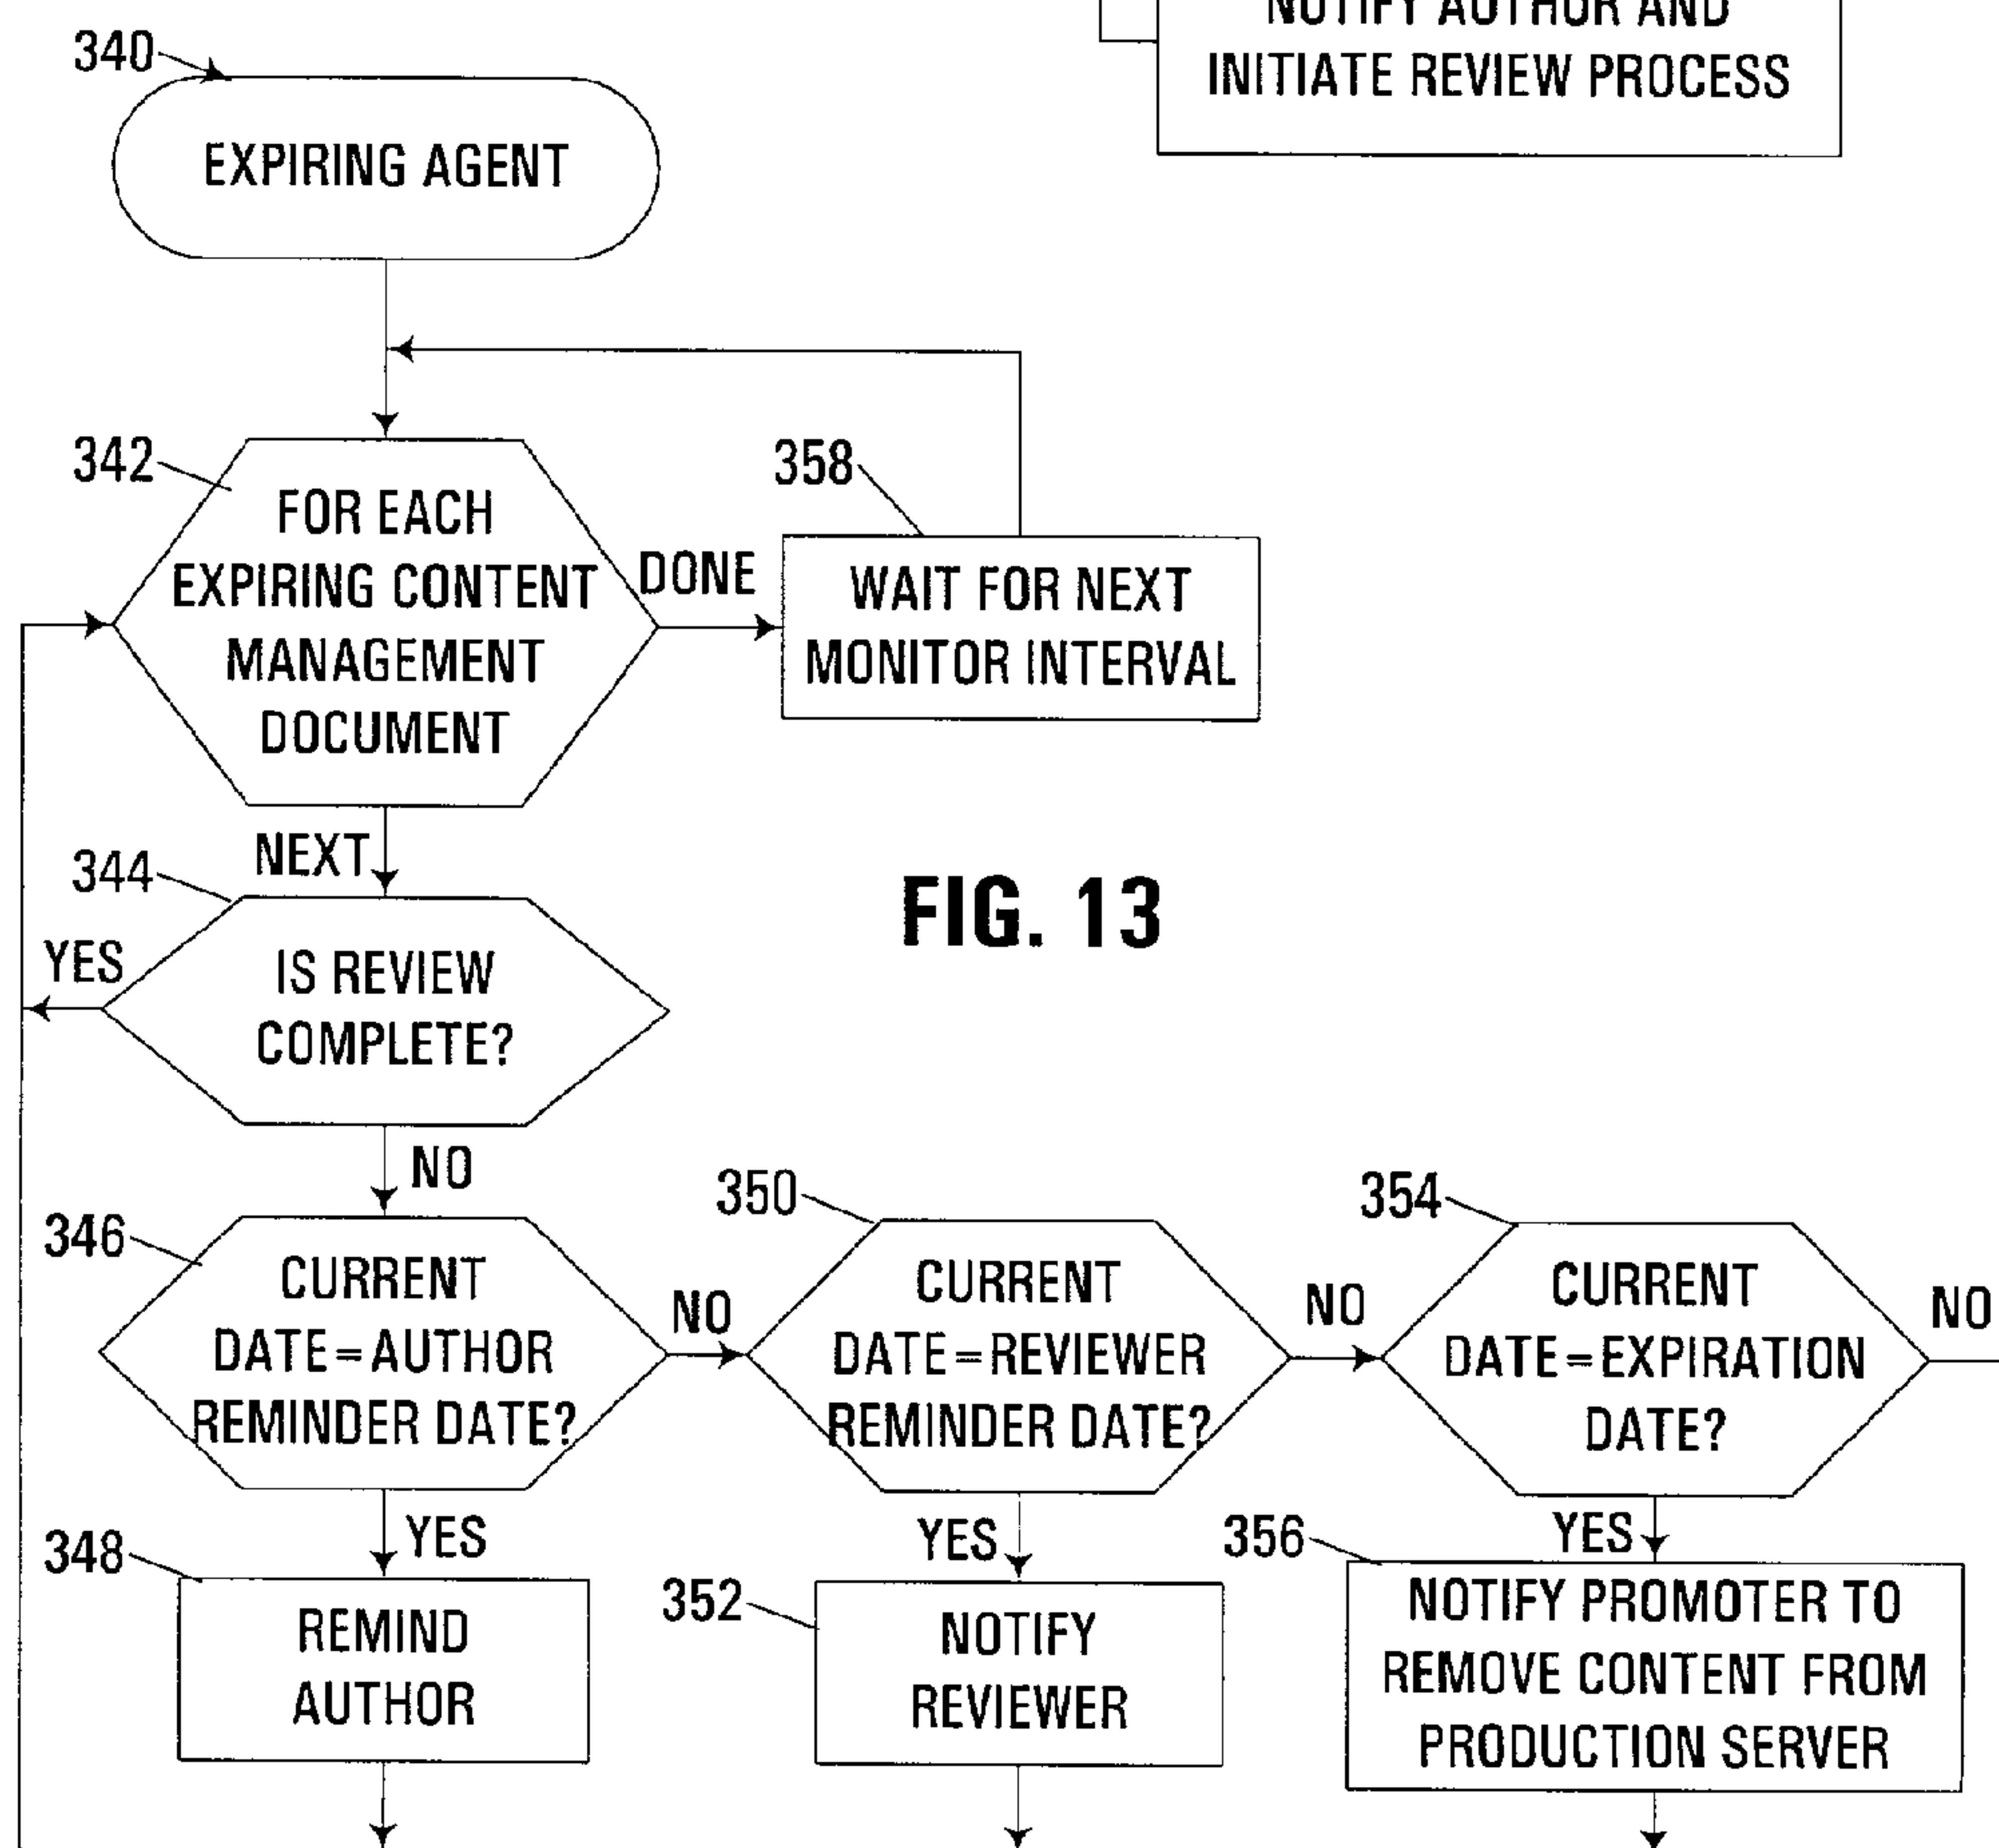 NOTIFY AUTHOR AND
INITIATE REVIEW PROCESS
340
EXPIRING AGENT
342
FOR EACH
EXPIRING CONTENT
MANAGEMENT
DOCUMENT
DONE
358
WAIT FOR NEXT
MONITOR INTERVAL
NEXT
FIG. 13
344
YES
IS REVIEW
COMPLETE?
NO
346
CURRENT
DATE=AUTHOR
REMINDER DATE?
NO
350
CURRENT
DATE=REVIEWER
REMINDER DATE?
NO
354
CURRENT
DATE=EXPIRATION
DATE?
NO
YES
348
REMIND
AUTHOR
YES
352
NOTIFY
REVIEWER
YES
356
NOTIFY PROMOTER TO
REMOVE CONTENT FROM
PRODUCTION SERVER